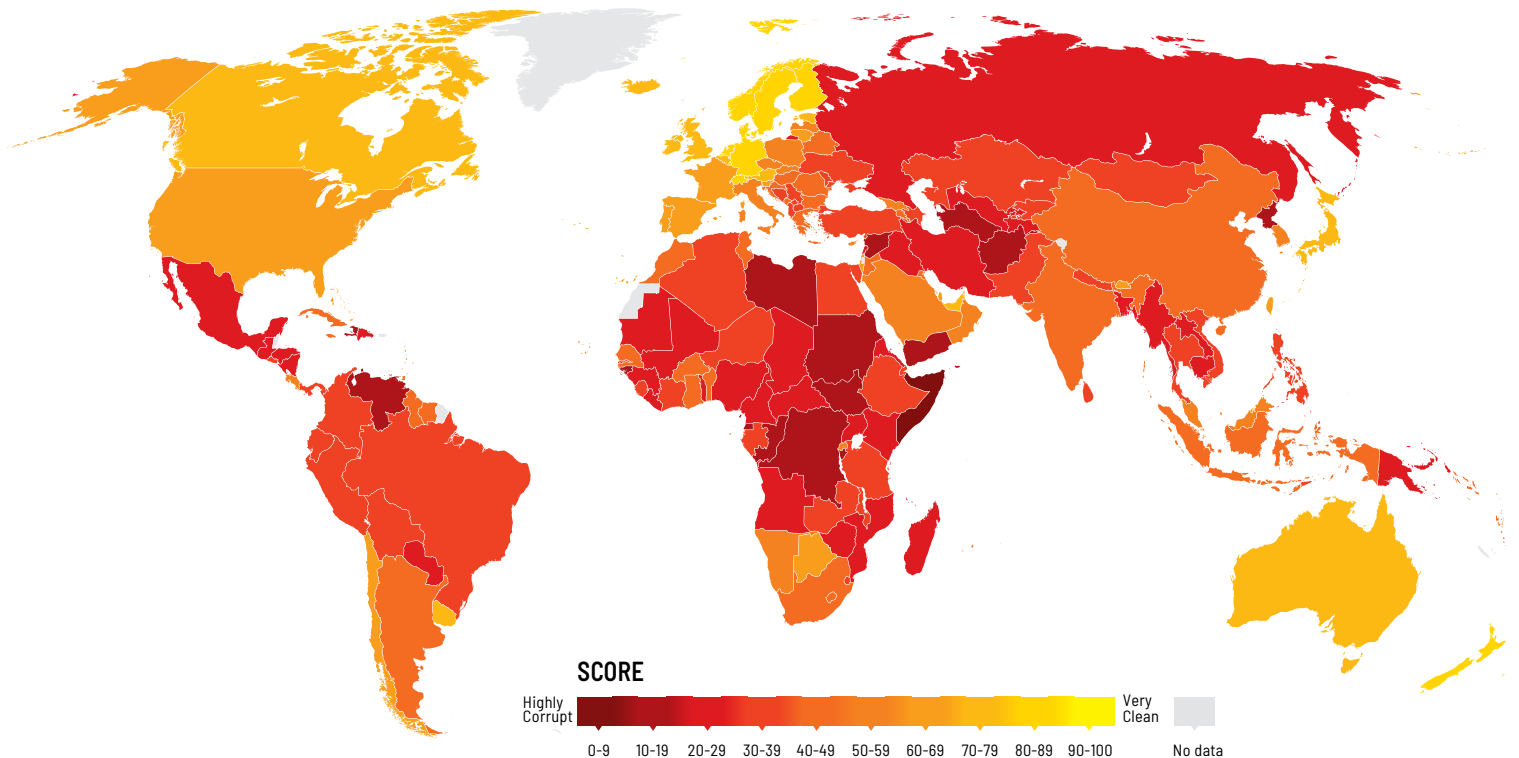 SCORE
Highly
Corrupt
Very
Clean
0-9 10-19 20-29 30-39 40-49 50-59 60-69 70-79 80-89 90-100 No data